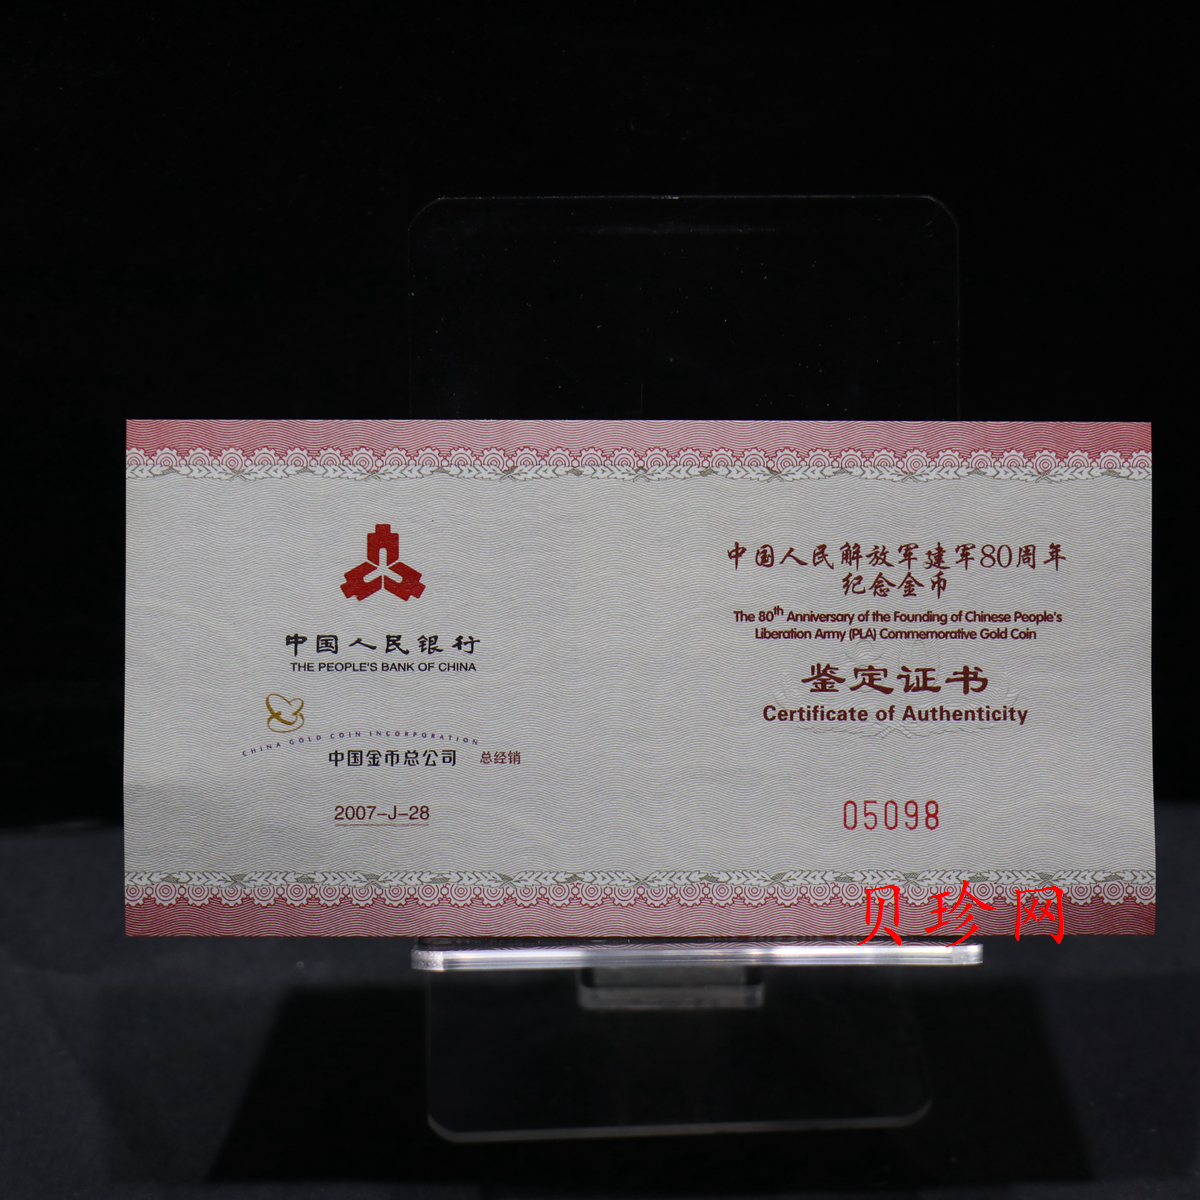 中国人民银行
THE PEOPLE'S BANK OF CHINA
CHINA GOLD COIN INCORPORATION
中国金币总公司 总经销
2007-J-28
中国人民解放军建军80周年
纪念金币
The 80th Anniversary of the Founding of Chinese People's
Liberation Army (PLA) Commemorative Gold Coin
鉴定证书
Certificate of Authenticity
05098
贝珍网